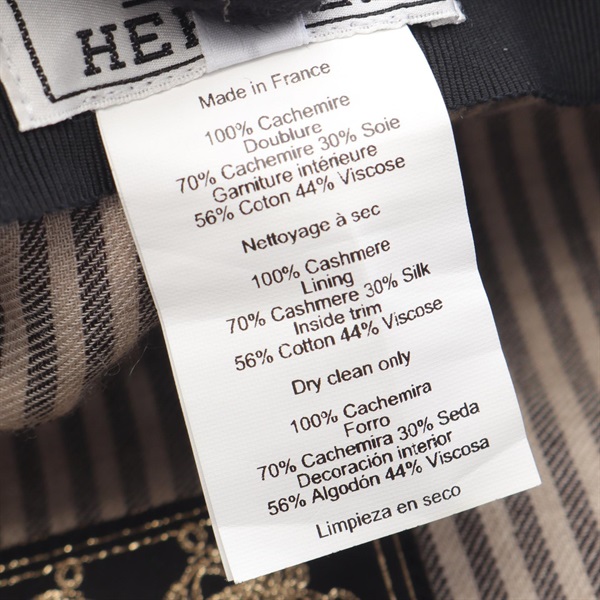 Made in France
100% Cachemire
Doublure
70% Cachemire 30% Soie
Garniture intérieure
56% Coton 44% Viscose
Nettoyage à sec
100% Cashmere
Lining
70% Cashmere 30% Silk
Inside trim
56% Cotton 44% Viscose
Dry clean only
100% Cachemira
Forro
70% Cachemira 30% Seda
Decoración interior
56% Algodón 44% Viscosa
Limpieza en seco